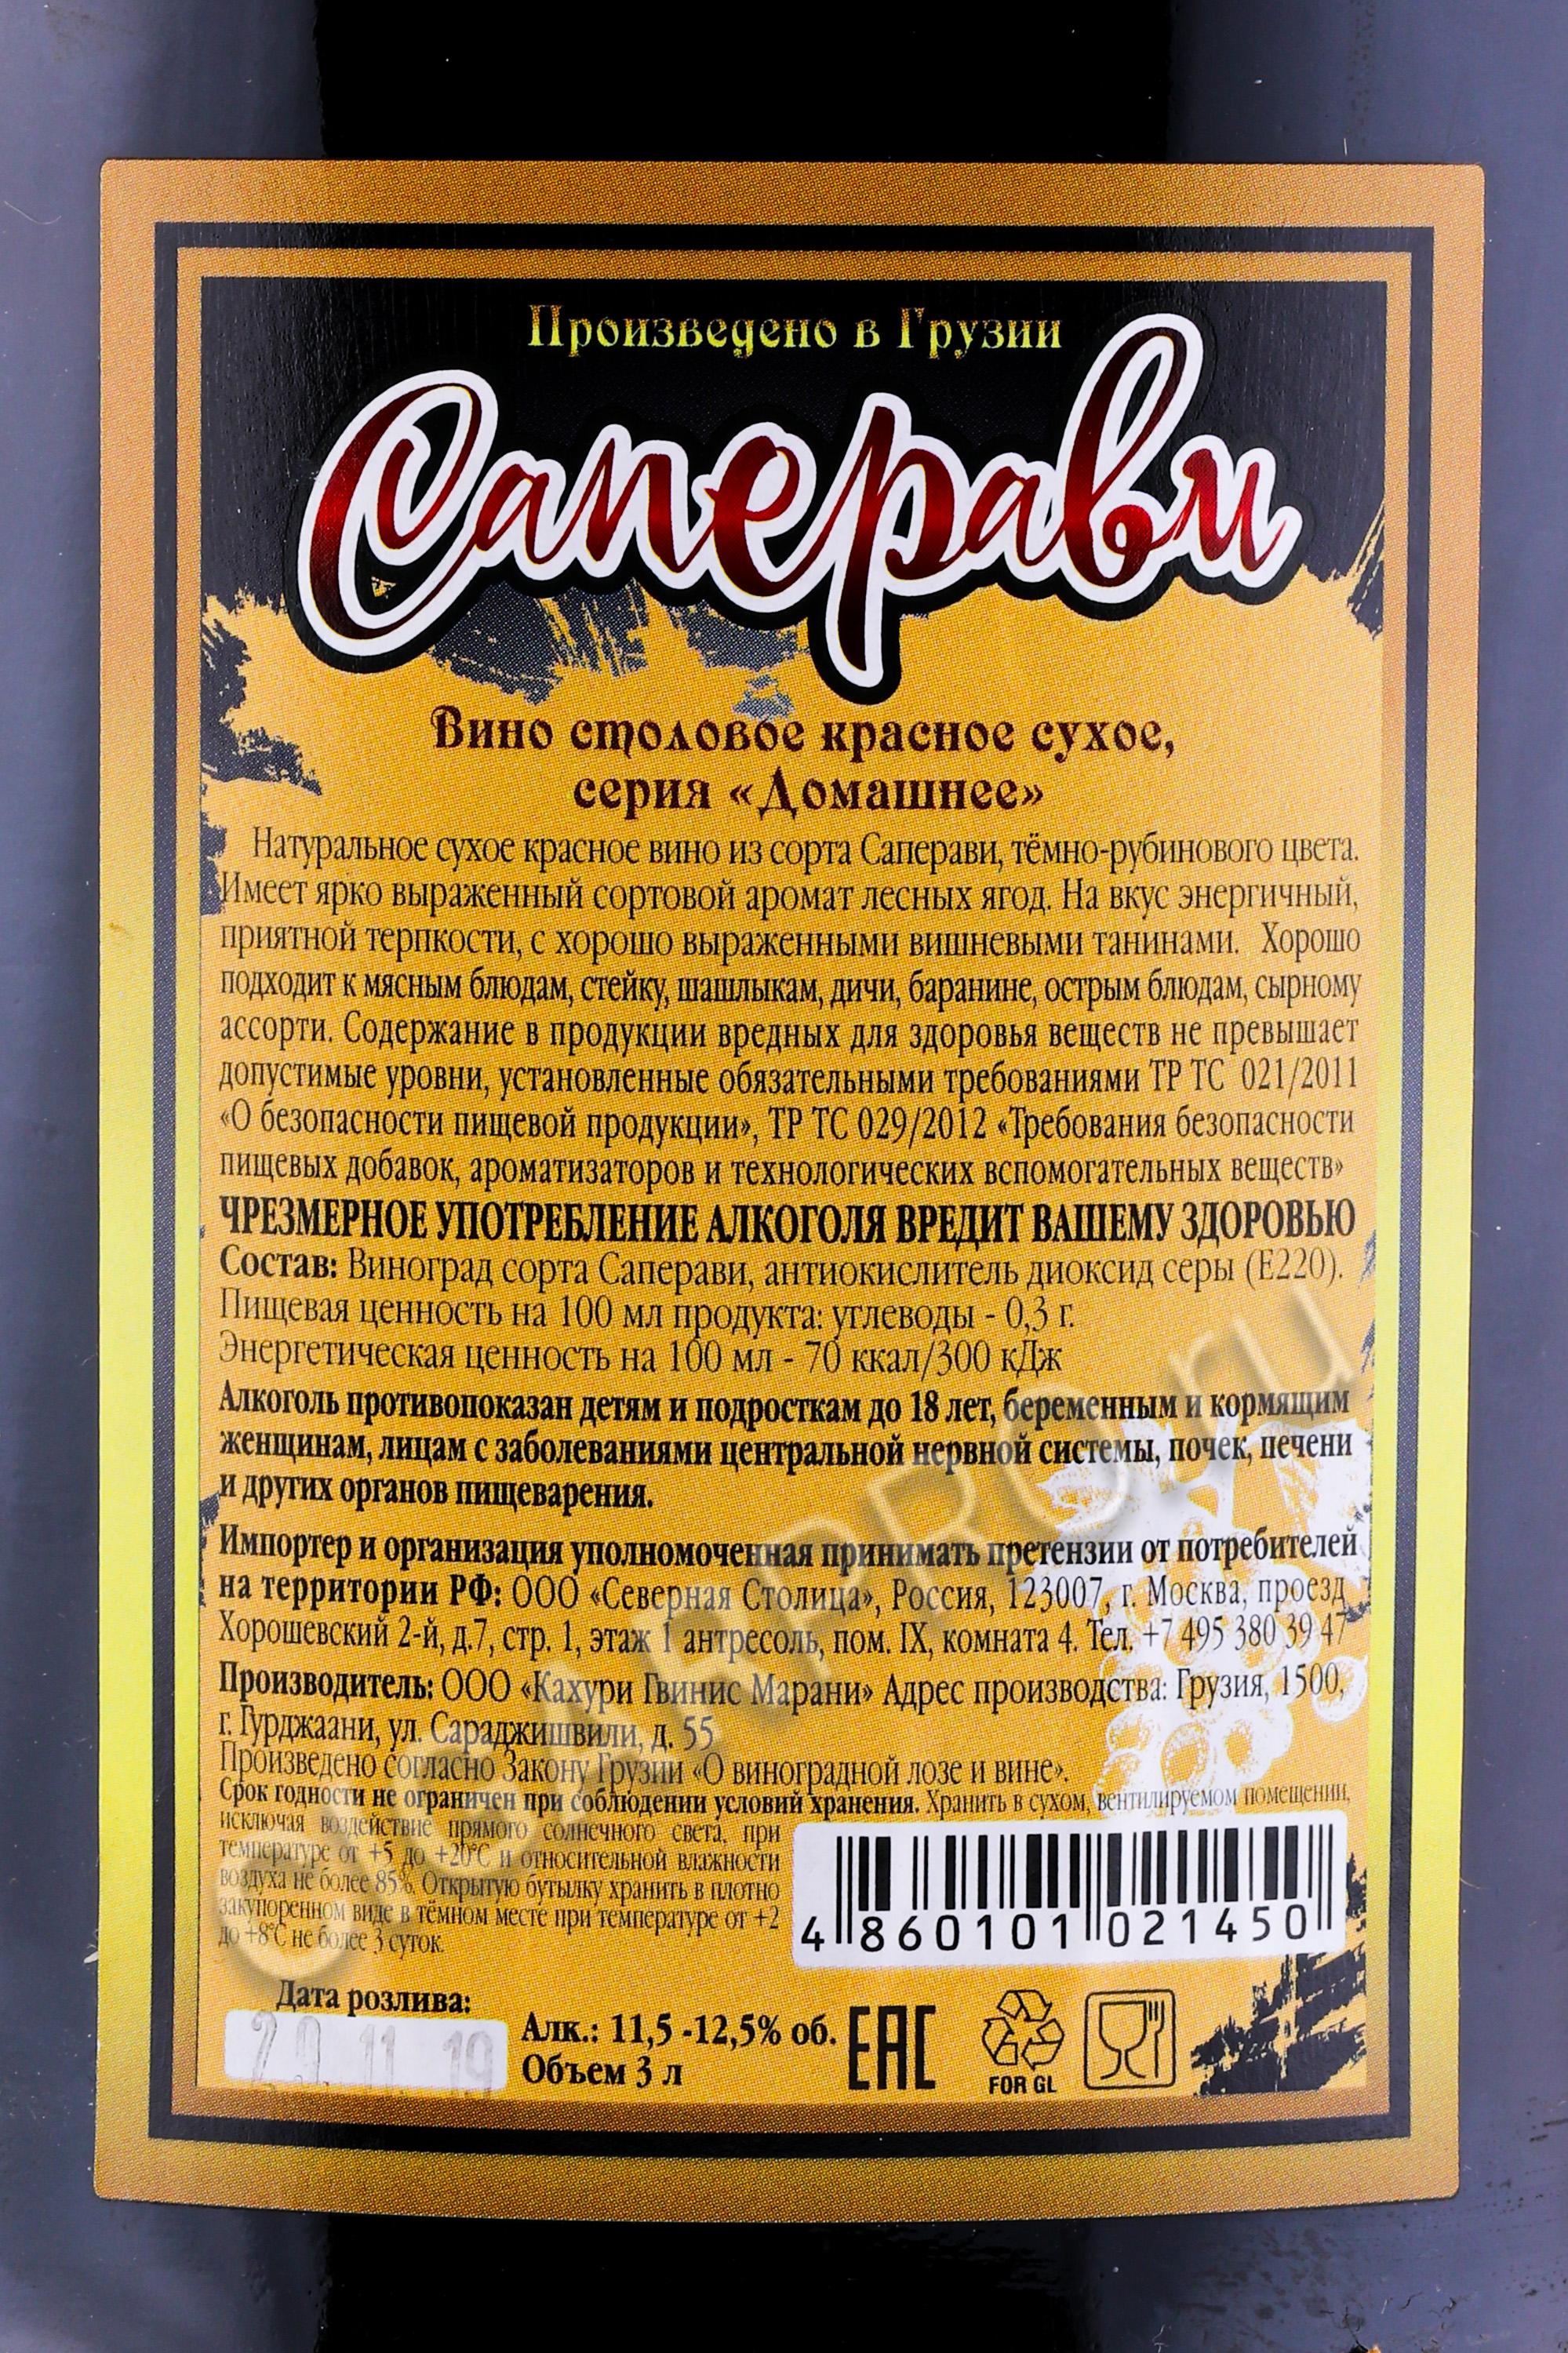 Произведено в Грузии
Саперави
Вино столовое красное сухое,
серия «Домашнее»
Натуральное сухое красное вино из сорта Саперави, тёмно-рубинового цвета.
Имеет ярко выраженный сортовой аромат лесных ягод. На вкус энергичный,
приятной терпкости, с хорошо выраженными вишневыми танинами. Хорошо
подходит к мясным блюдам, стейку, шашлыкам, дичи, баранине, острым блюдам, сырному
ассорти. Содержание в продукции вредных для здоровья веществ не превышает
допустимые уровни, установленные обязательными требованиями ТР ТС 021/2011
«О безопасности пищевой продукции», ТР ТС 029/2012 «Требования безопасности
пищевых добавок, ароматизаторов и технологических вспомогательных веществ»
ЧРЕЗМЕРНОЕ УПОТРЕБЛЕНИЕ АЛКОГОЛЯ ВРЕДИТ ВАШЕМУ ЗДОРОВЬЮ
Состав: Виноград сорта Саперави, антиокислитель диоксид серы (Е220).
Пищевая ценность на 100 мл продукта: углеводы - 0,3 г.
Энергетическая ценность на 100 мл - 70 ккал/300 кДж
Алкоголь противопоказан детям и подросткам до 18 лет, беременным и кормящим
женщинам, лицам с заболеваниями центральной нервной системы, почек, печени
и других органов пищеварения.
Импортер и организация уполномоченная принимать претензии от потребителей
на территории РФ: ООО «Северная Столица», Россия, 123007, г. Москва, проезд
Хорошевский 2-й, д.7, стр. 1, этаж 1 антресоль, пом. IX, комната 4. Тел. +7 495 380 39 47
Производитель: ООО «Кахури Гвинис Марани» Адрес производства: Грузия, 1500,
г. Гурджаани, ул. Сараджишвили, д. 55
Произведено согласно Закону Грузии «О виноградной лозе и вине».
Срок годности не ограничен при соблюдении условий хранения. Хранить в сухом, вентилируемом помещении,
исключая воздействие прямого солнечного света, при
температуре от +5 до +20°С и относительной влажности
воздуха не более 85%. Открытую бутылку хранить в плотно
закупоренном виде в тёмном месте при температуре от +2
до +8°С не более 3 суток.
4 860101 021450
Дата розлива:
29 11 19
Алк.: 11,5 -12,5% об.
Объем 3 л
ЕАС
FOR GL